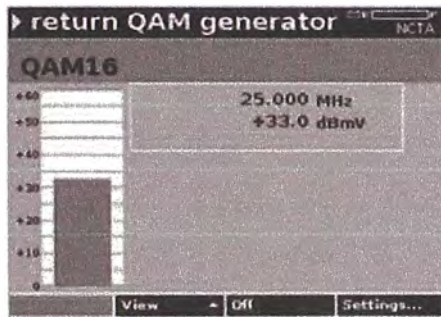 return QAM generator
NCTA
QAM16
+60
25.000 MHz
+50
+33.0 dBmV
+40
+30
+20
+10
0
View Off Settings...